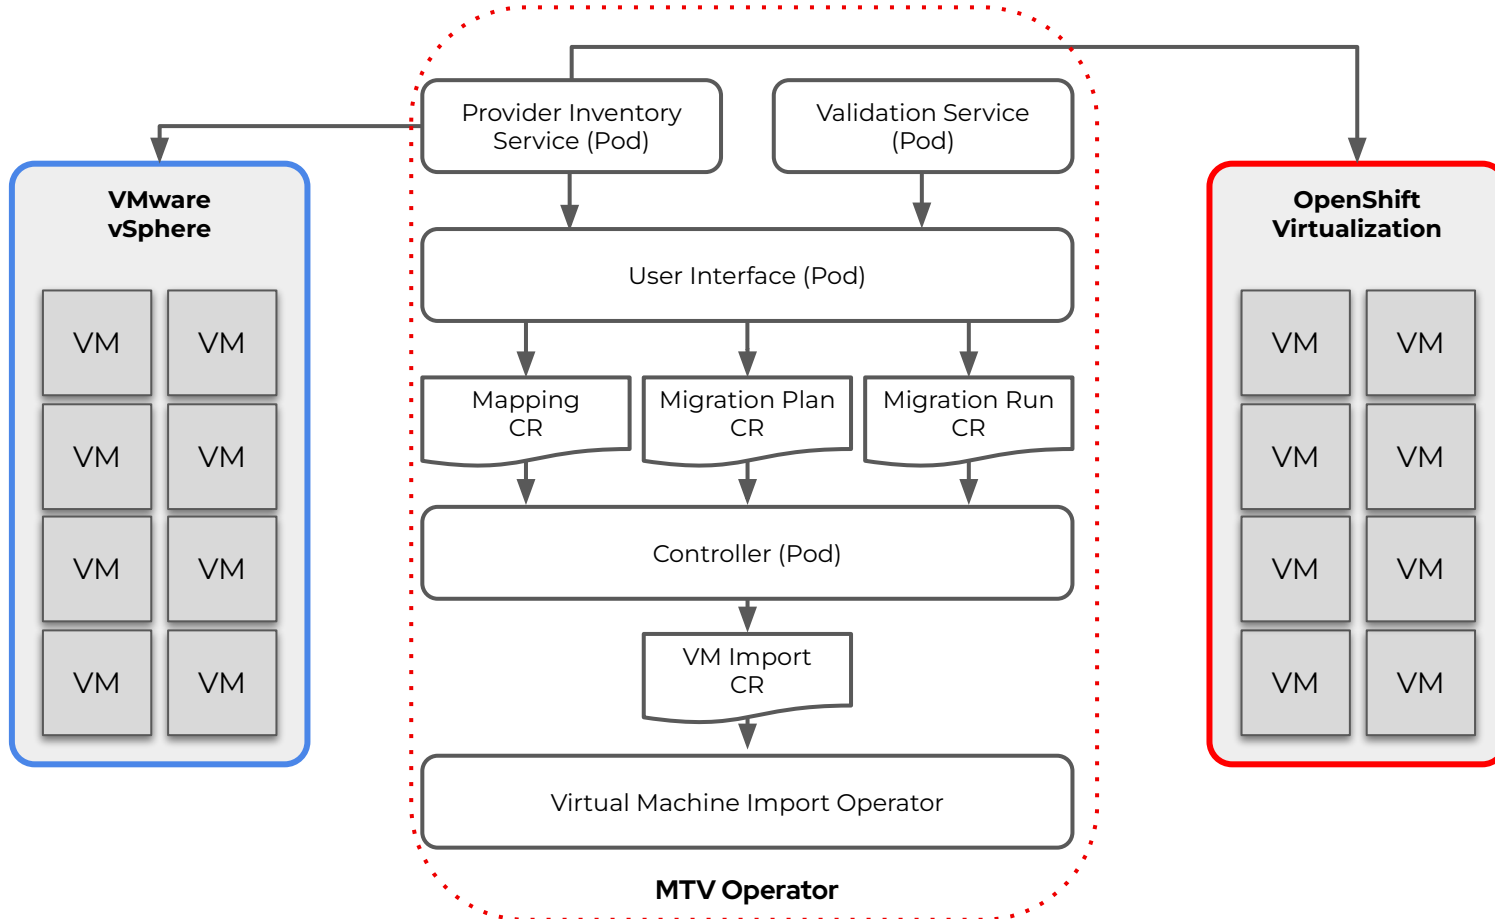 Provider Inventory
Service (Pod)
Validation Service
(Pod)
VMware
vSphere
OpenShift
Virtualization
User Interface (Pod)
VM
VM
VM
VM
VM
VM
VM
VM
Mapping
CR
Migration Plan
CR
Migration Run
CR
Controller (Pod)
VM Import
CR
Virtual Machine Import Operator
MTV Operator
VM
VM
VM
VM
VM
VM
VM
VM